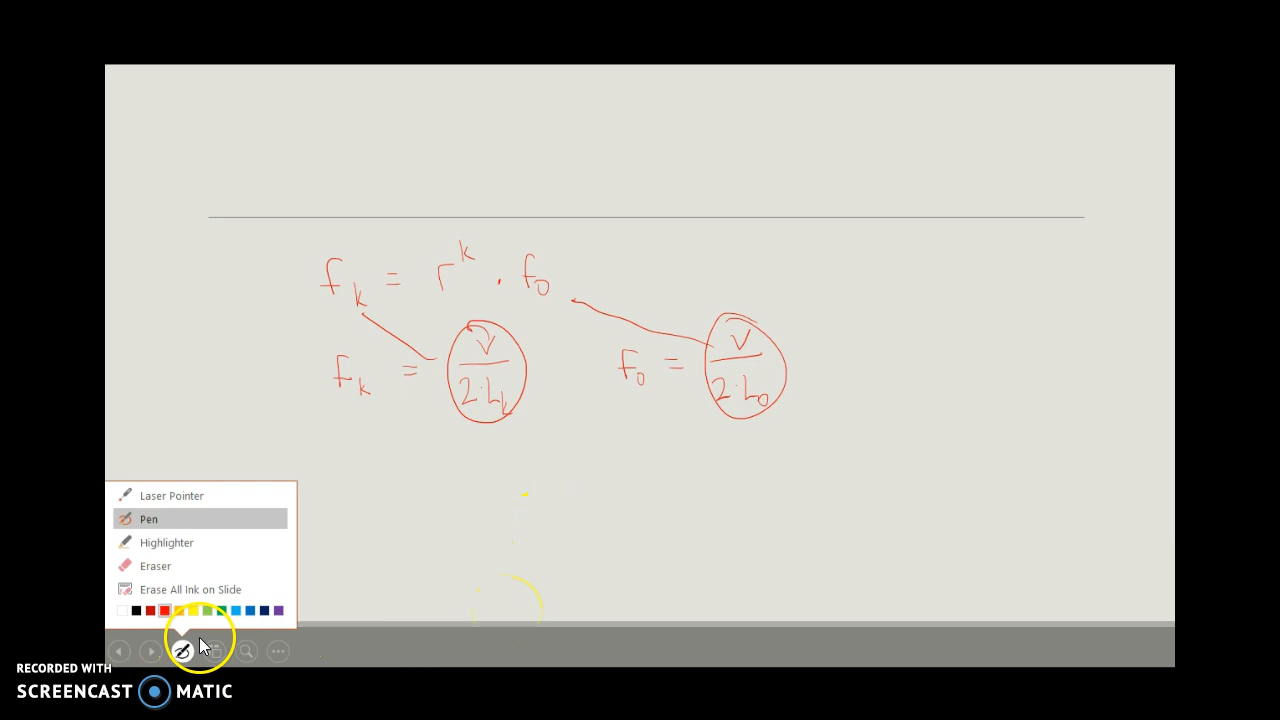 f_k = r^k . f_0
f_k = v / 2·L_k f_0 = v / 2·L_0
Laser Pointer
Pen
Highlighter
Eraser
Erase All Ink on Slide
RECORDED WITH
SCREENCAST MATIC